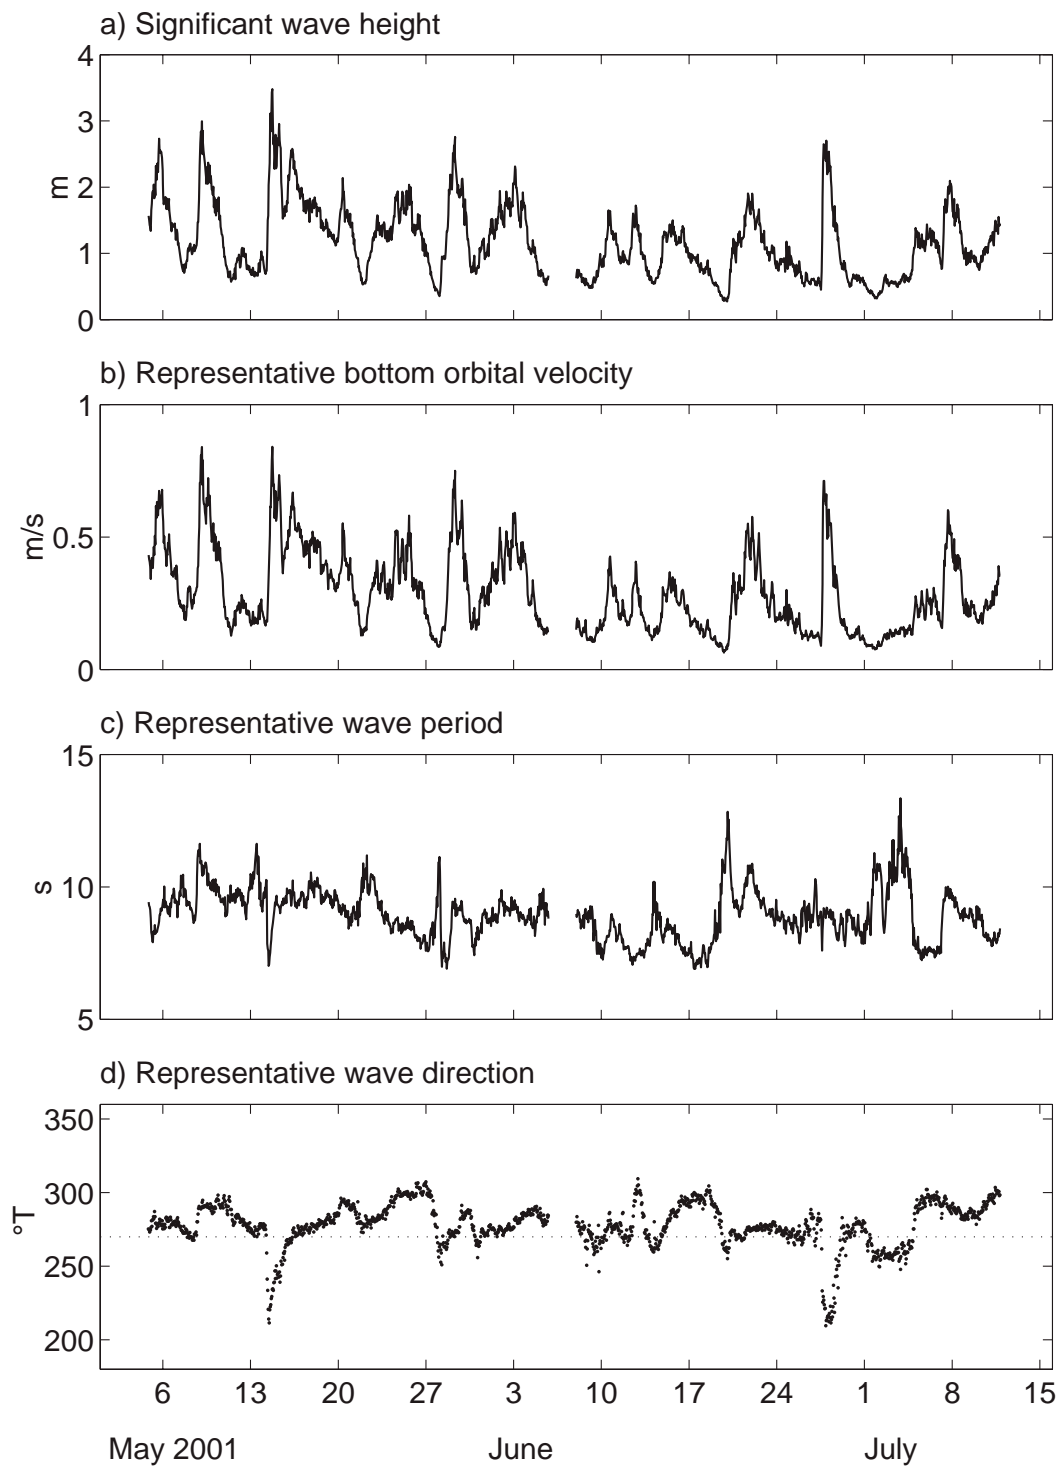 a) Significant wave height
4
3
2
1
0
m
b) Representative bottom orbital velocity
1
0.5
0
m/s
c) Representative wave period
15
10
5
s
d) Representative wave direction
350
300
250
200
°T
6 13 20 27 3 10 17 24 1 8 15
May 2001 June July